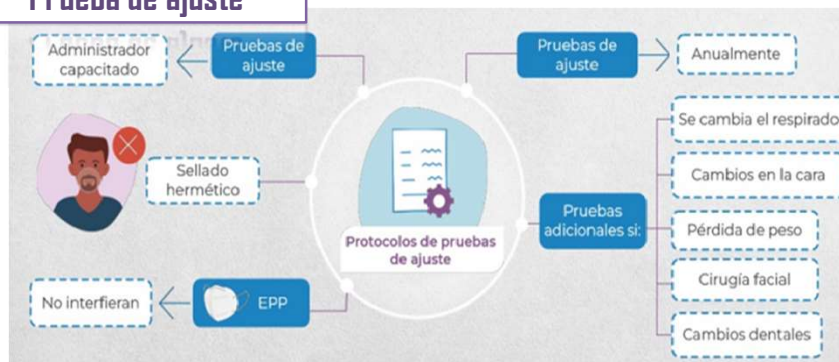 Prueba de ajuste
Administrador
capacitado
Pruebas de
ajuste
Pruebas de
ajuste
Anualmente
Sellado
hermético
Protocolos de pruebas
de ajuste
Pruebas
adicionales si:
Se cambia el respirado
Cambios en la cara
Pérdida de peso
Cirugía facial
Cambios dentales
No interfieran
EPP